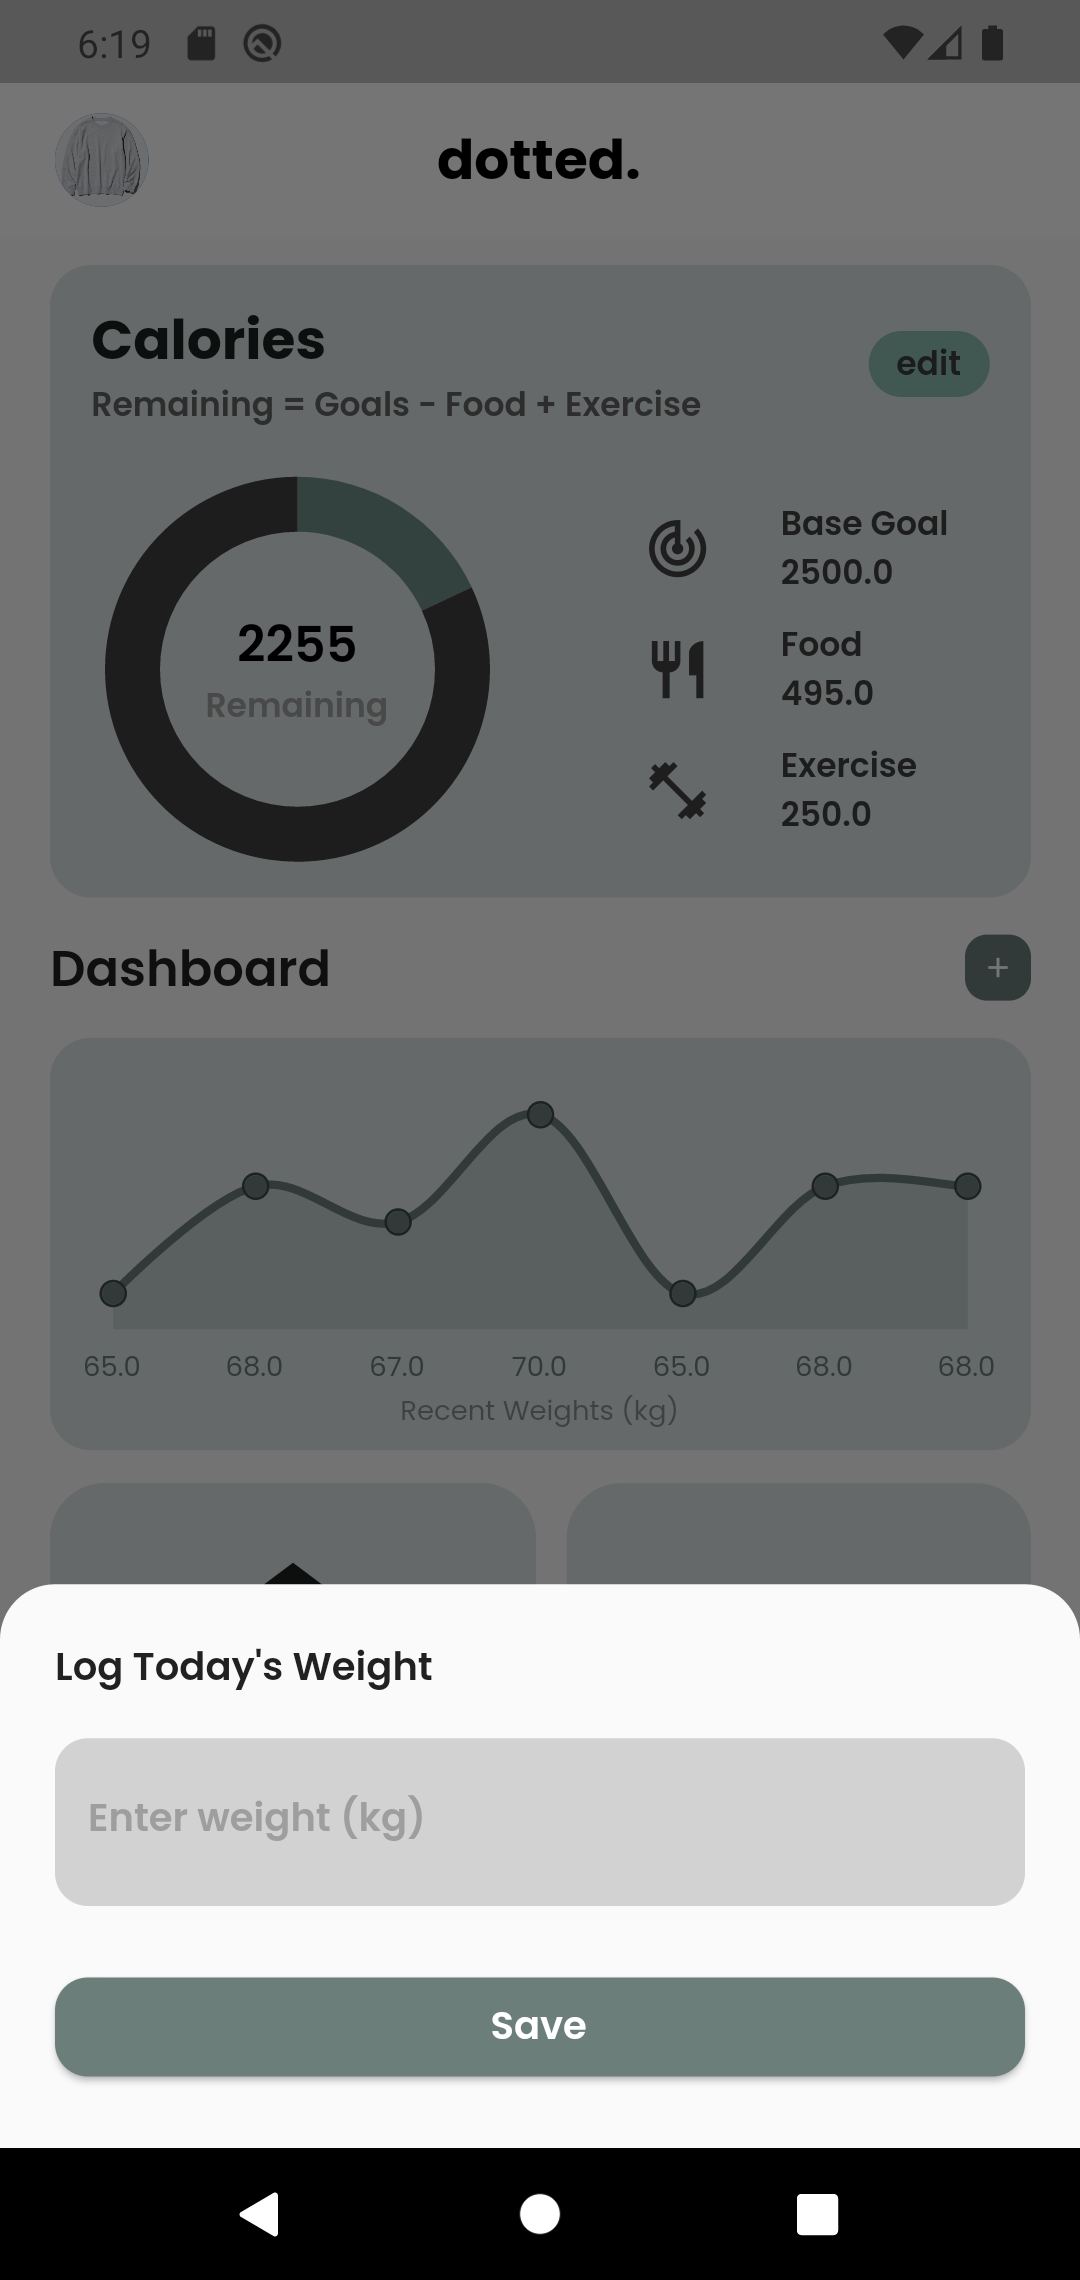 6:19
dotted.
Calories
edit
Remaining = Goals - Food + Exercise
2255
Remaining
Base Goal
2500.0
Food
495.0
Exercise
250.0
Dashboard
+
65.0 68.0 67.0 70.0 65.0 68.0 68.0
Recent Weights (kg)
Log Today's Weight
Enter weight (kg)
Save